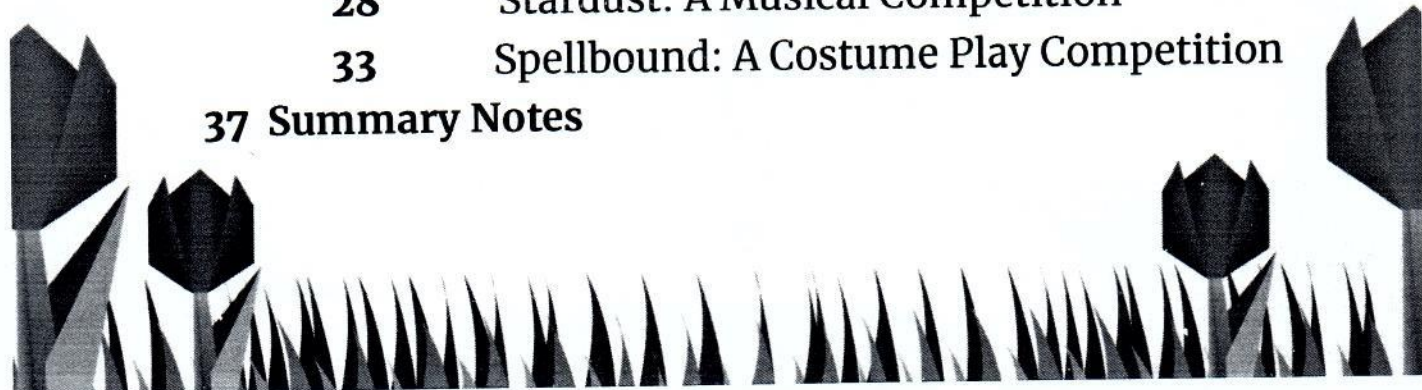 28 Stardust: A Musical Competition
33 Spellbound: A Costume Play Competition
37 Summary Notes